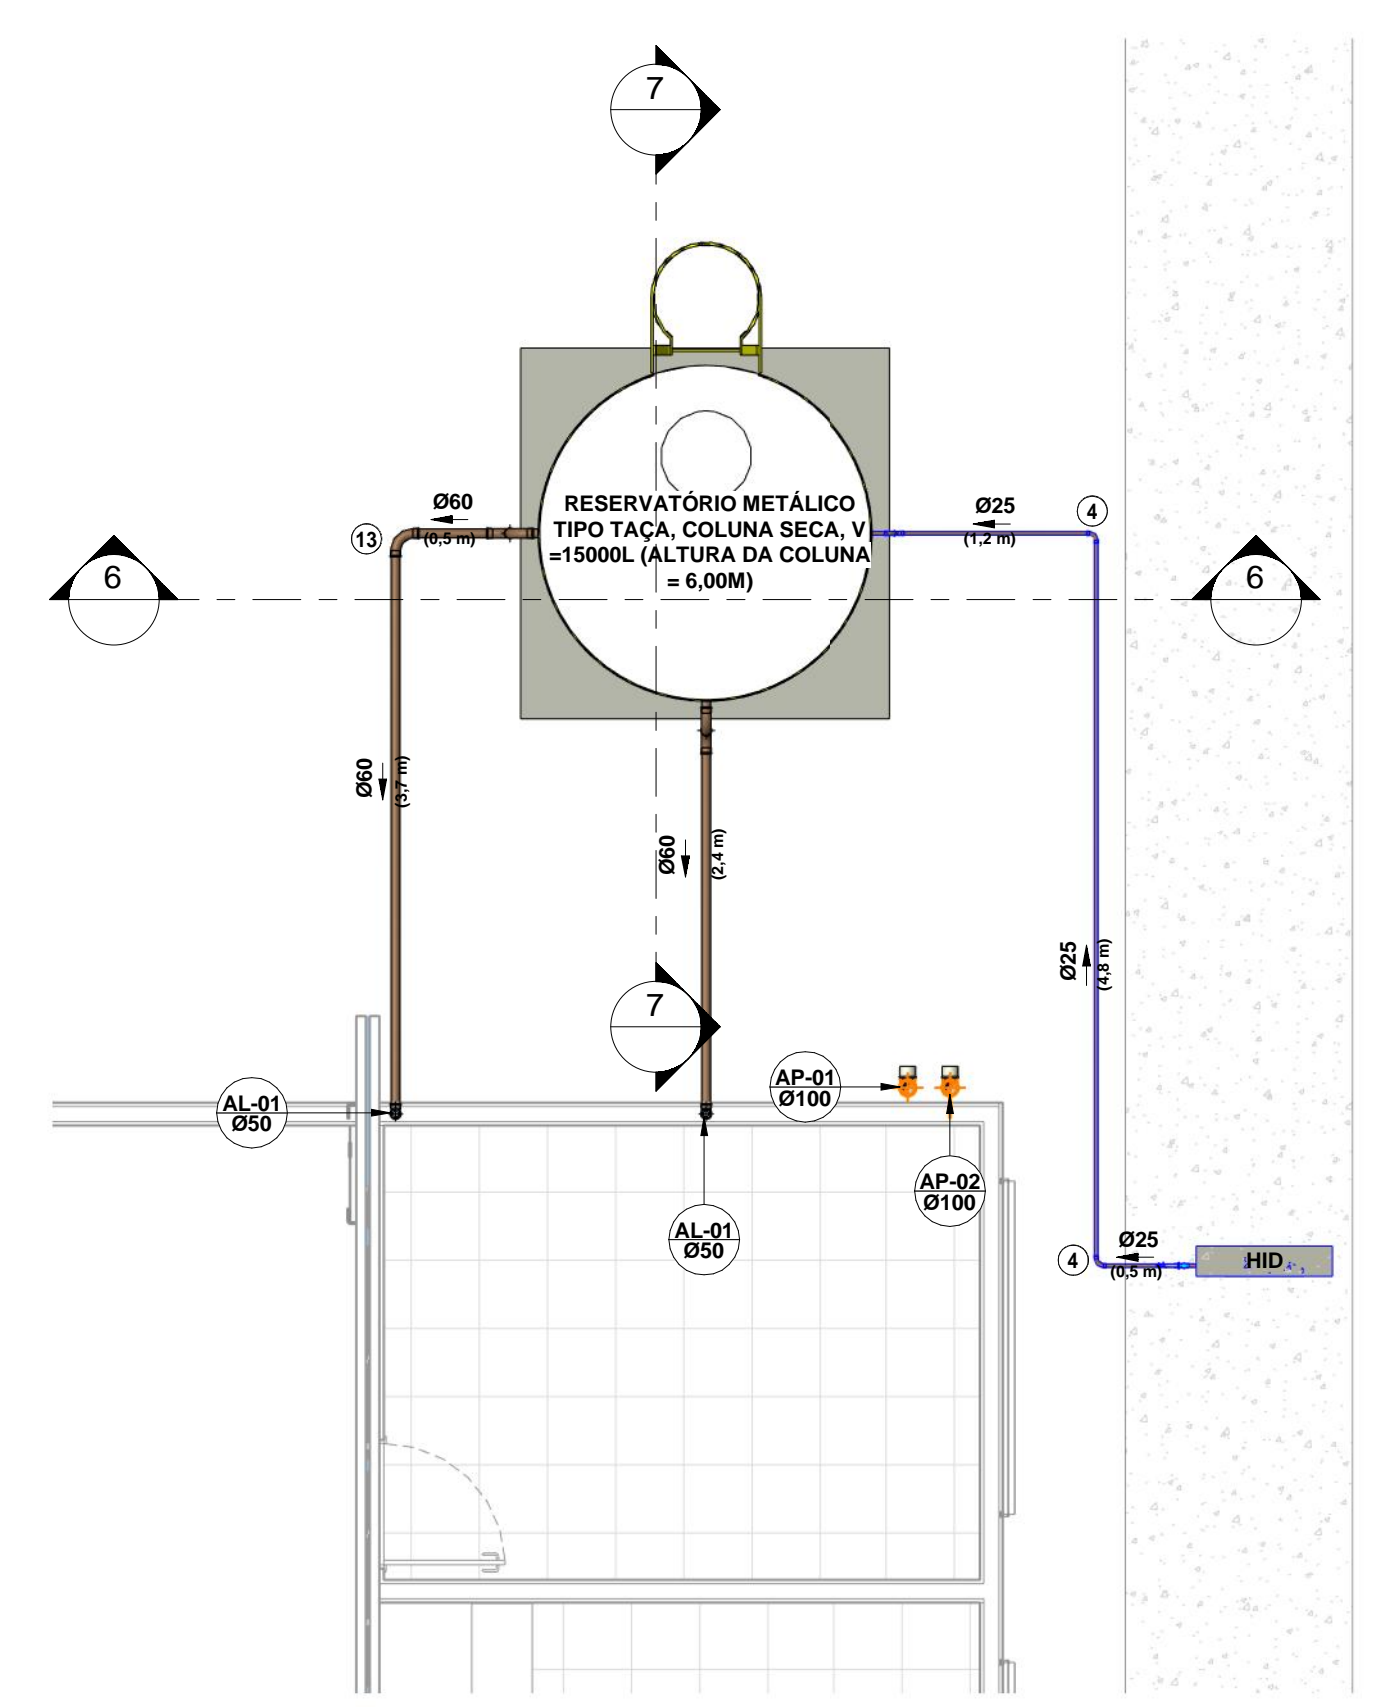 7
RESERVATÓRIO METÁLICO
TIPO TAÇA, COLUNA SECA, V
=15000L (ALTURA DA COLUNA
= 6,00M)
Ø60
(0,5 m)
13
Ø25
(1,2 m)
4
6
6
Ø60
(3,7 m)
Ø60
(2,4 m)
Ø25
(4,8 m)
7
AL-01
Ø50
AP-01
Ø100
AP-02
Ø100
AL-01
Ø50
4
Ø25
(0,5 m)
HID